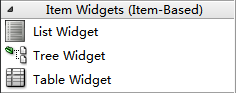 Item Widgets (Item-Based)
List Widget
Tree Widget
Table Widget